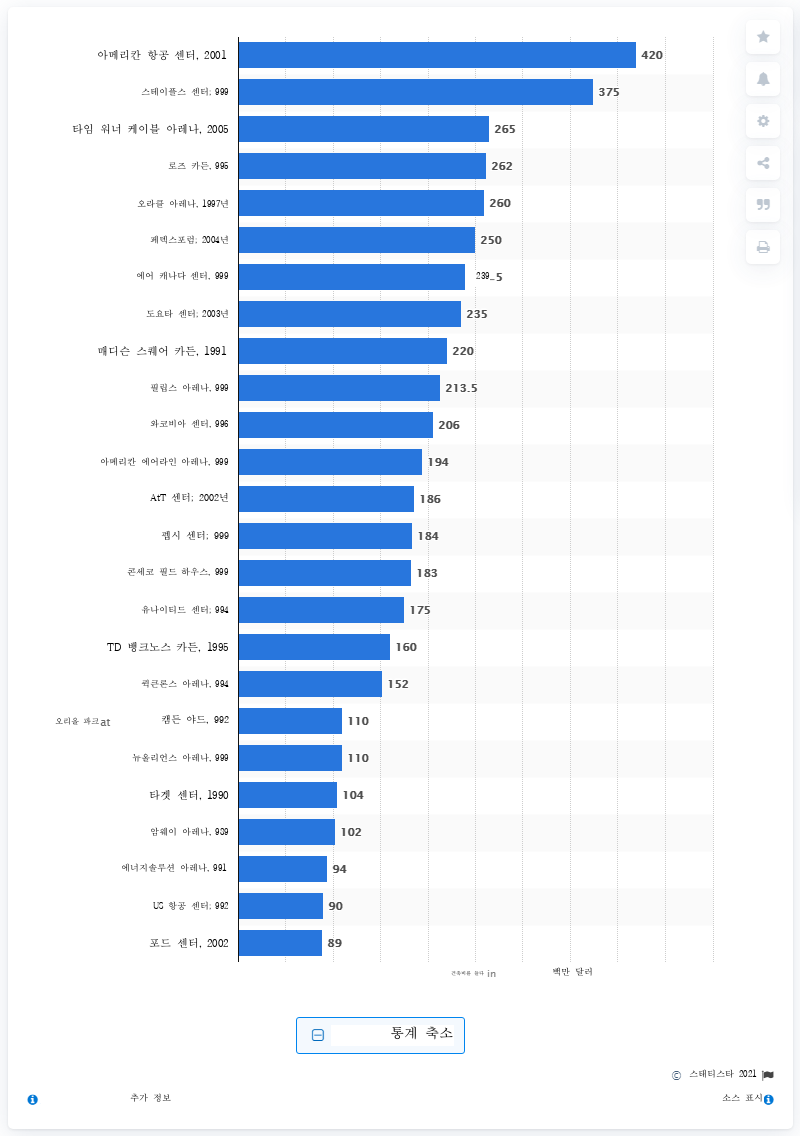 아메리칸 항공 센터, 2001 420
스테이플스 센터; 999 375
타임 워너 케이블 아레나, 2005 265
로즈 카든, 995 262
오라클 아레나, 1997년 260
페덱스포럼; 2004년 250
에어 캐나다 센터, 999 239.5
도요타 센터; 2003년 235
매디슨 스퀘어 카든, 1991 220
필립스 아레나, 999 213.5
와코비아 센터, 996 206
아메리칸 에어라인 아레나, 999 194
AtT 센터; 2002년 186
펩시 센터; 999 184
콘세코 필드 하우스, 999 183
유나이티드 센터; 994 175
TD 뱅크노스 카든, 1995 160
퀵큰론스 아레나, 994 152
오리올 파크at 캠든 야드, 992 110
뉴올리언스 아레나, 999 110
타겟 센터, 1990 104
암웨이 아레나, 989 102
에너지솔루션 아레나, 991 94
US 항공 센터; 992 90
포드 센터, 2002 89
in 백만 달러
통계 축소
© 스태티스타 2021
추가 정보 소스 표시